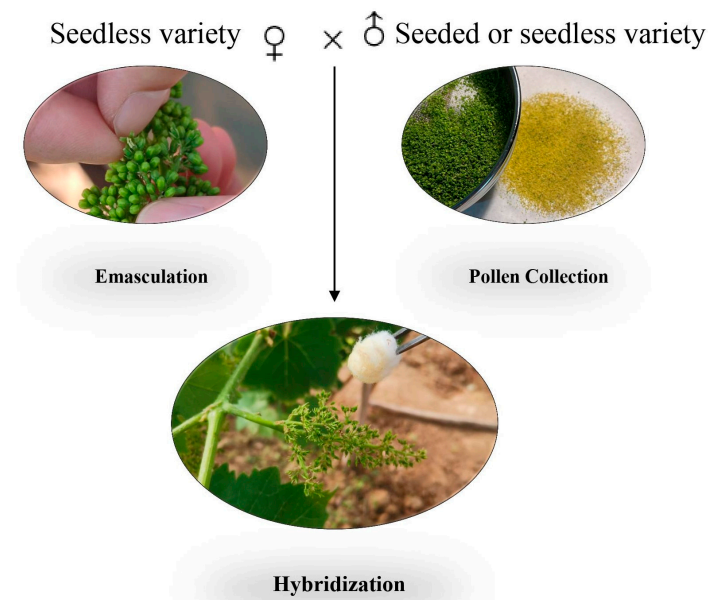 Seedless variety ♀ × ♂ Seeded or seedless variety
Emasculation
Pollen Collection
Hybridization